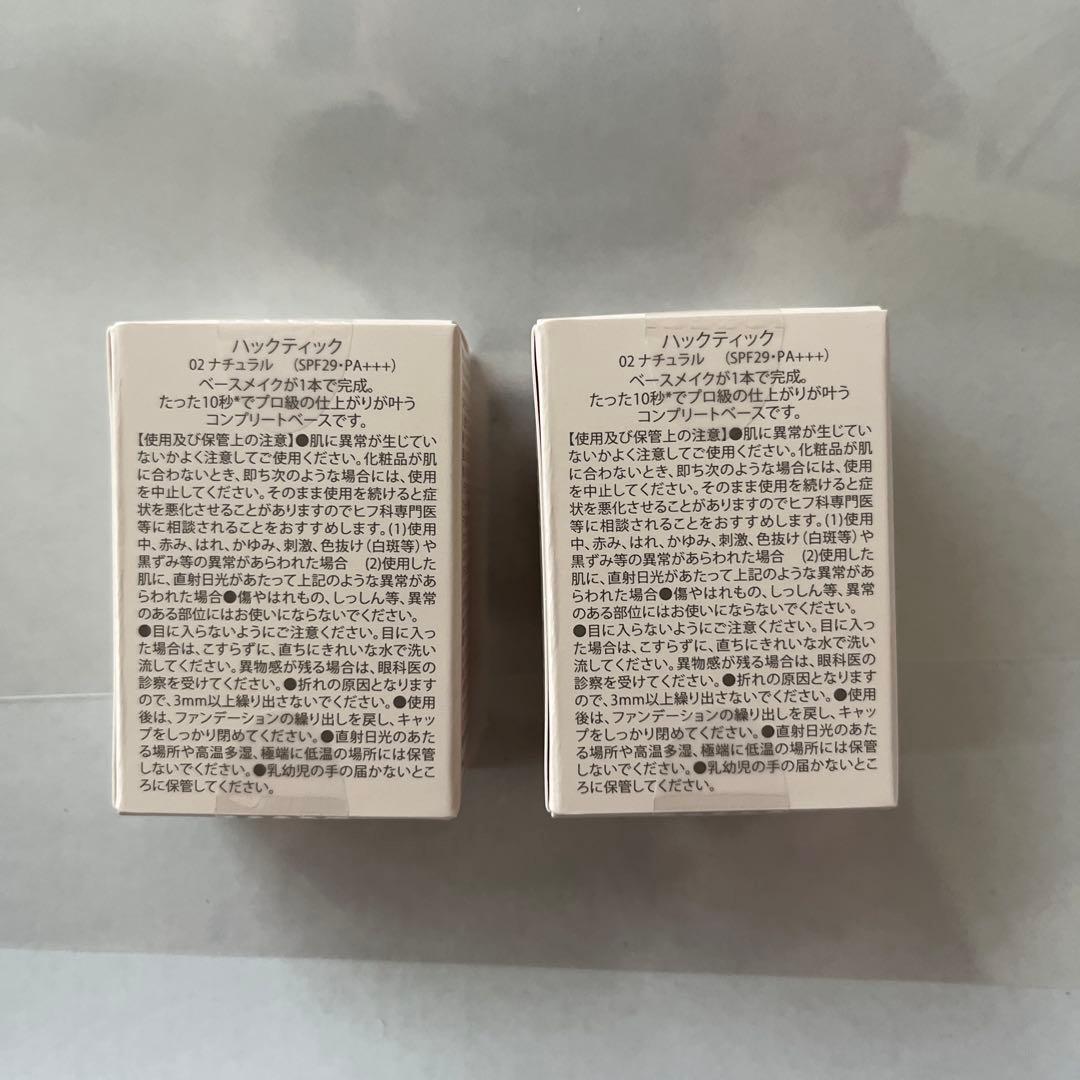 ハックティック
02 ナチュラル （SPF29・PA+++）
ベースメイクが1本で完成。
たった10秒*でプロ級の仕上がりが叶う
コンプリートベースです。
【使用及び保管上の注意】●肌に異常が生じてい
ないかよく注意してご使用ください。化粧品が肌
に合わないとき、即ち次のような場合には、使用
を中止してください。そのまま使用を続けると症
状を悪化させることがありますのでヒフ科専門医
等に相談されることをおすすめします。(1)使用
中、赤み、はれ、かゆみ、刺激、色抜け(白斑等)や
黒ずみ等の異常があらわれた場合 (2)使用した
肌に、直射日光があたって上記のような異常があ
らわれた場合●傷やはれもの、しっしん等、異常
のある部位にはお使いにならないでください。
●目に入らないようにご注意ください。目に入っ
た場合は、こすらずに、直ちにきれいな水で洗い
流してください。異物感が残る場合は、眼科医の
診察を受けてください。●折れの原因となります
ので、3mm以上繰り出さないでください。●使用
後は、ファンデーションの繰り出しを戻し、キャッ
プをしっかり閉めてください。●直射日光のあた
る場所や高温多湿、極端に低温の場所には保管
しないでください。●乳幼児の手の届かないとこ
ろに保管してください。
ハックティック
02 ナチュラル （SPF29・PA+++）
ベースメイクが1本で完成。
たった10秒*でプロ級の仕上がりが叶う
コンプリートベースです。
【使用及び保管上の注意】●肌に異常が生じてい
ないかよく注意してご使用ください。化粧品が肌
に合わないとき、即ち次のような場合には、使用
を中止してください。そのまま使用を続けると症
状を悪化させることがありますのでヒフ科専門医
等に相談されることをおすすめします。(1)使用
中、赤み、はれ、かゆみ、刺激、色抜け(白斑等)や
黒ずみ等の異常があらわれた場合 (2)使用した
肌に、直射日光があたって上記のような異常があ
らわれた場合●傷やはれもの、しっしん等、異常
のある部位にはお使いにならないでください。
●目に入らないようにご注意ください。目に入っ
た場合は、こすらずに、直ちにきれいな水で洗い
流してください。異物感が残る場合は、眼科医の
診察を受けてください。●折れの原因となります
ので、3mm以上繰り出さないでください。●使用
後は、ファンデーションの繰り出しを戻し、キャッ
プをしっかり閉めてください。●直射日光のあた
る場所や高温多湿、極端に低温の場所には保管
しないでください。●乳幼児の手の届かないとこ
ろに保管してください。